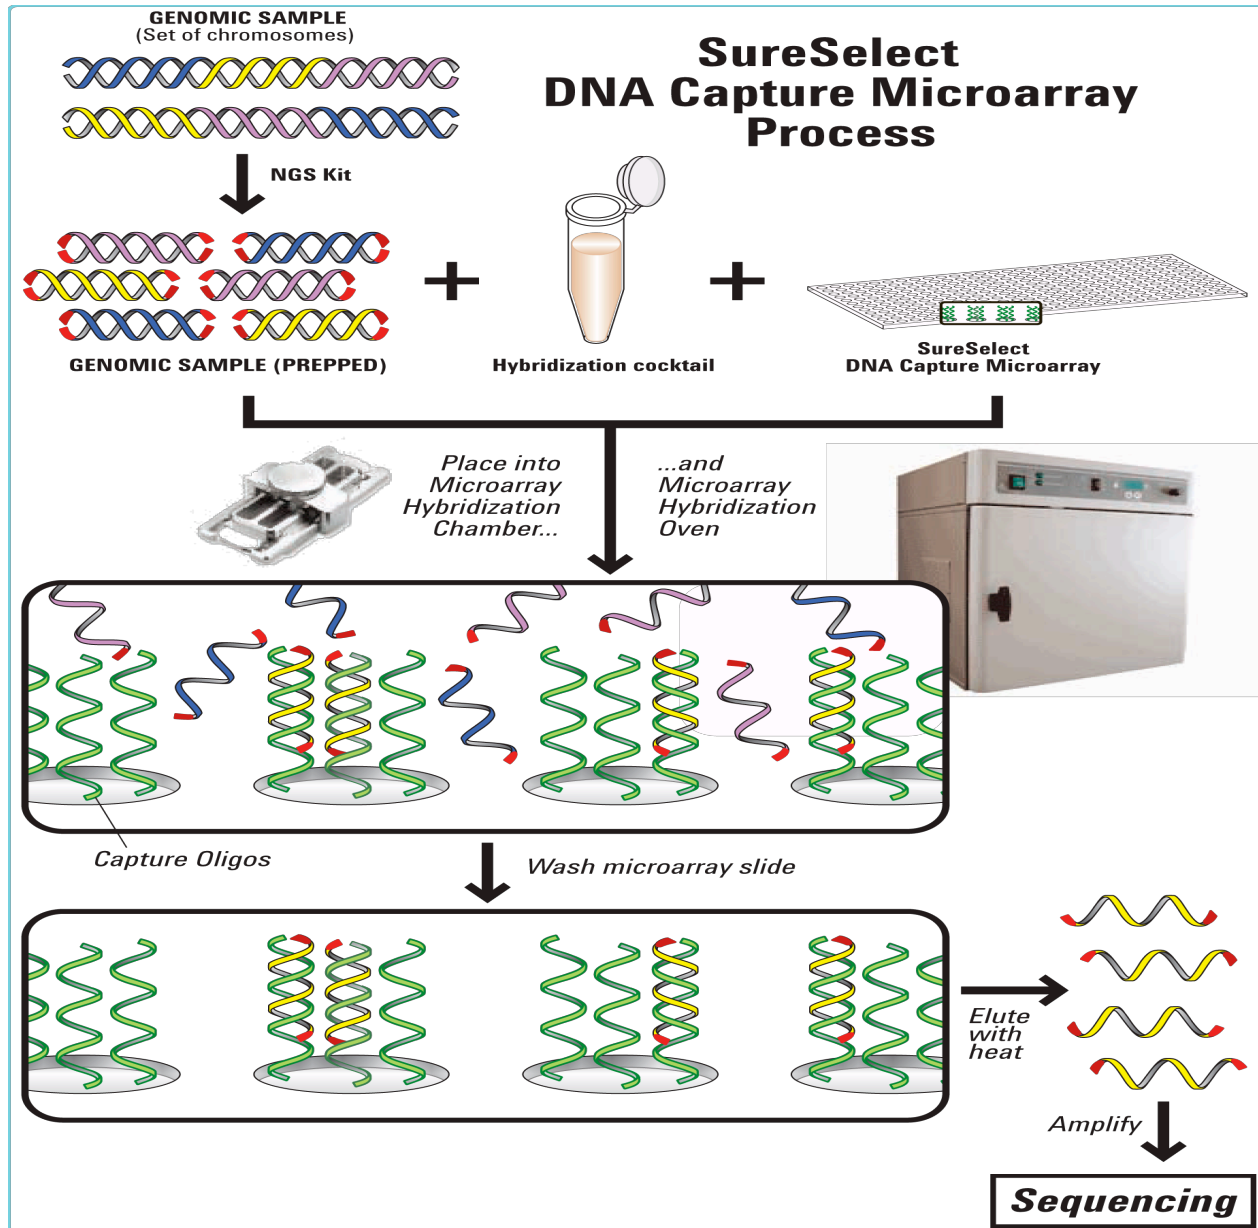 GENOMIC SAMPLE
(Set of chromosomes)
SureSelect
DNA Capture Microarray
Process
NGS Kit
GENOMIC SAMPLE (PREPPED)
Hybridization cocktail
SureSelect
DNA Capture Microarray
Place into
Microarray
Hybridization
Chamber...
...and
Microarray
Hybridization
Oven
Capture Oligos
Wash microarray slide
Elute
with
heat
Amplify
Sequencing